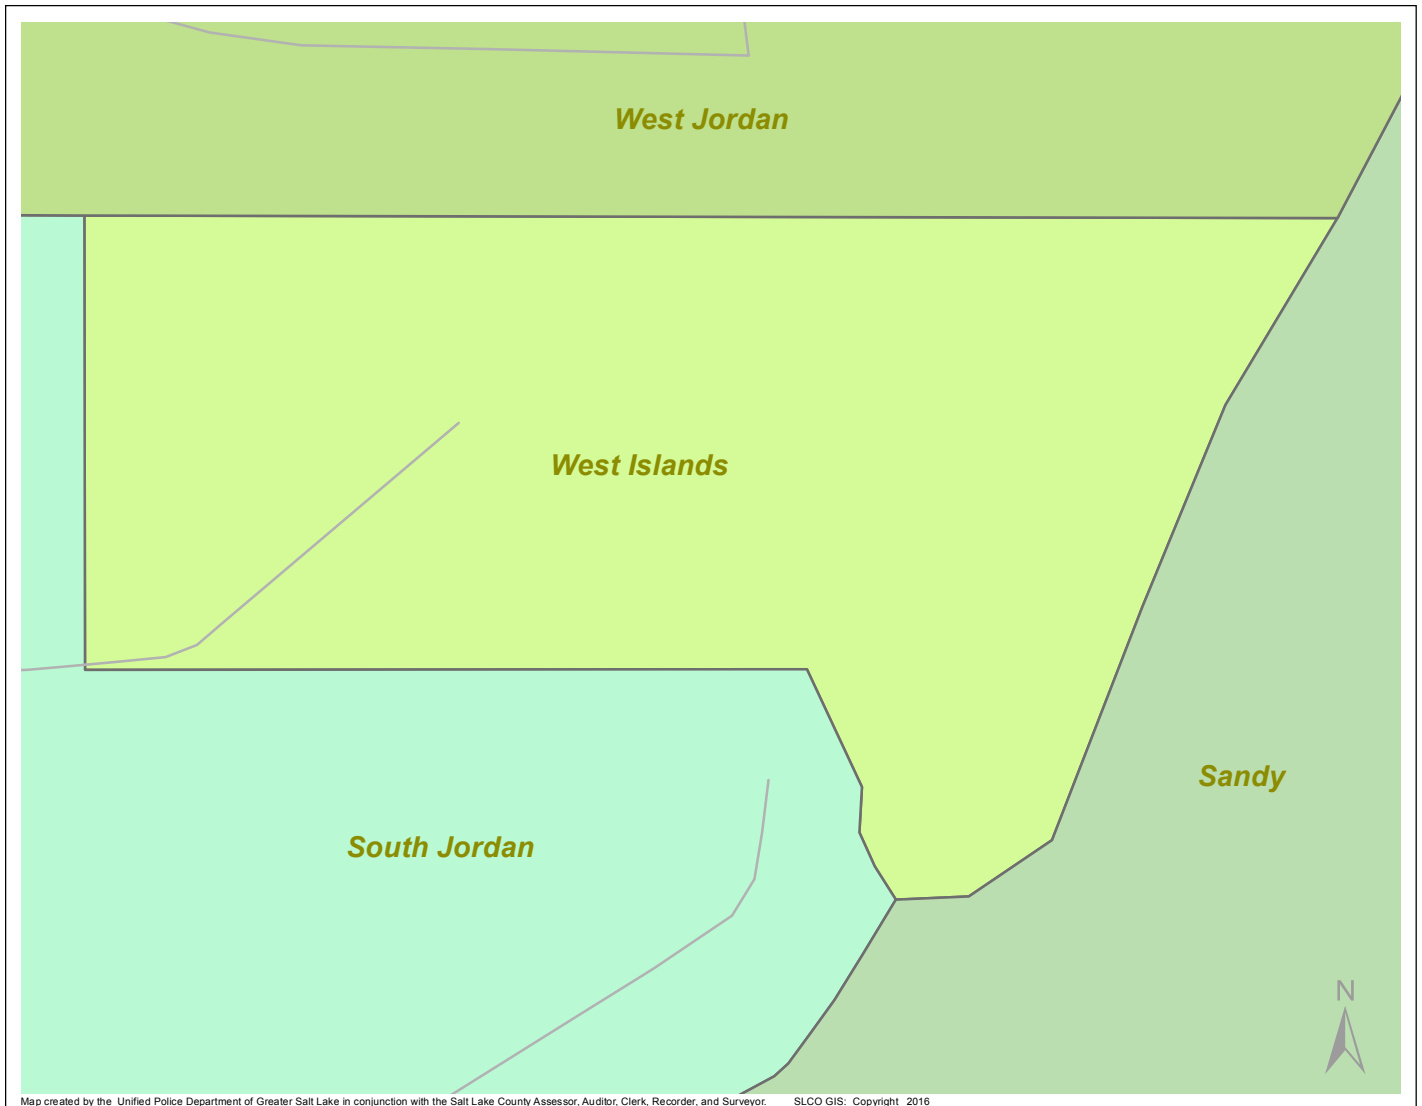 West Jordan
West Islands
Sandy
South Jordan
N
Map created by the Unified Police Department of Greater Salt Lake in conjunction with the Salt Lake County Assessor, Auditor, Clerk, Recorder, and Surveyor. SLCO GIS: Copyright 2016